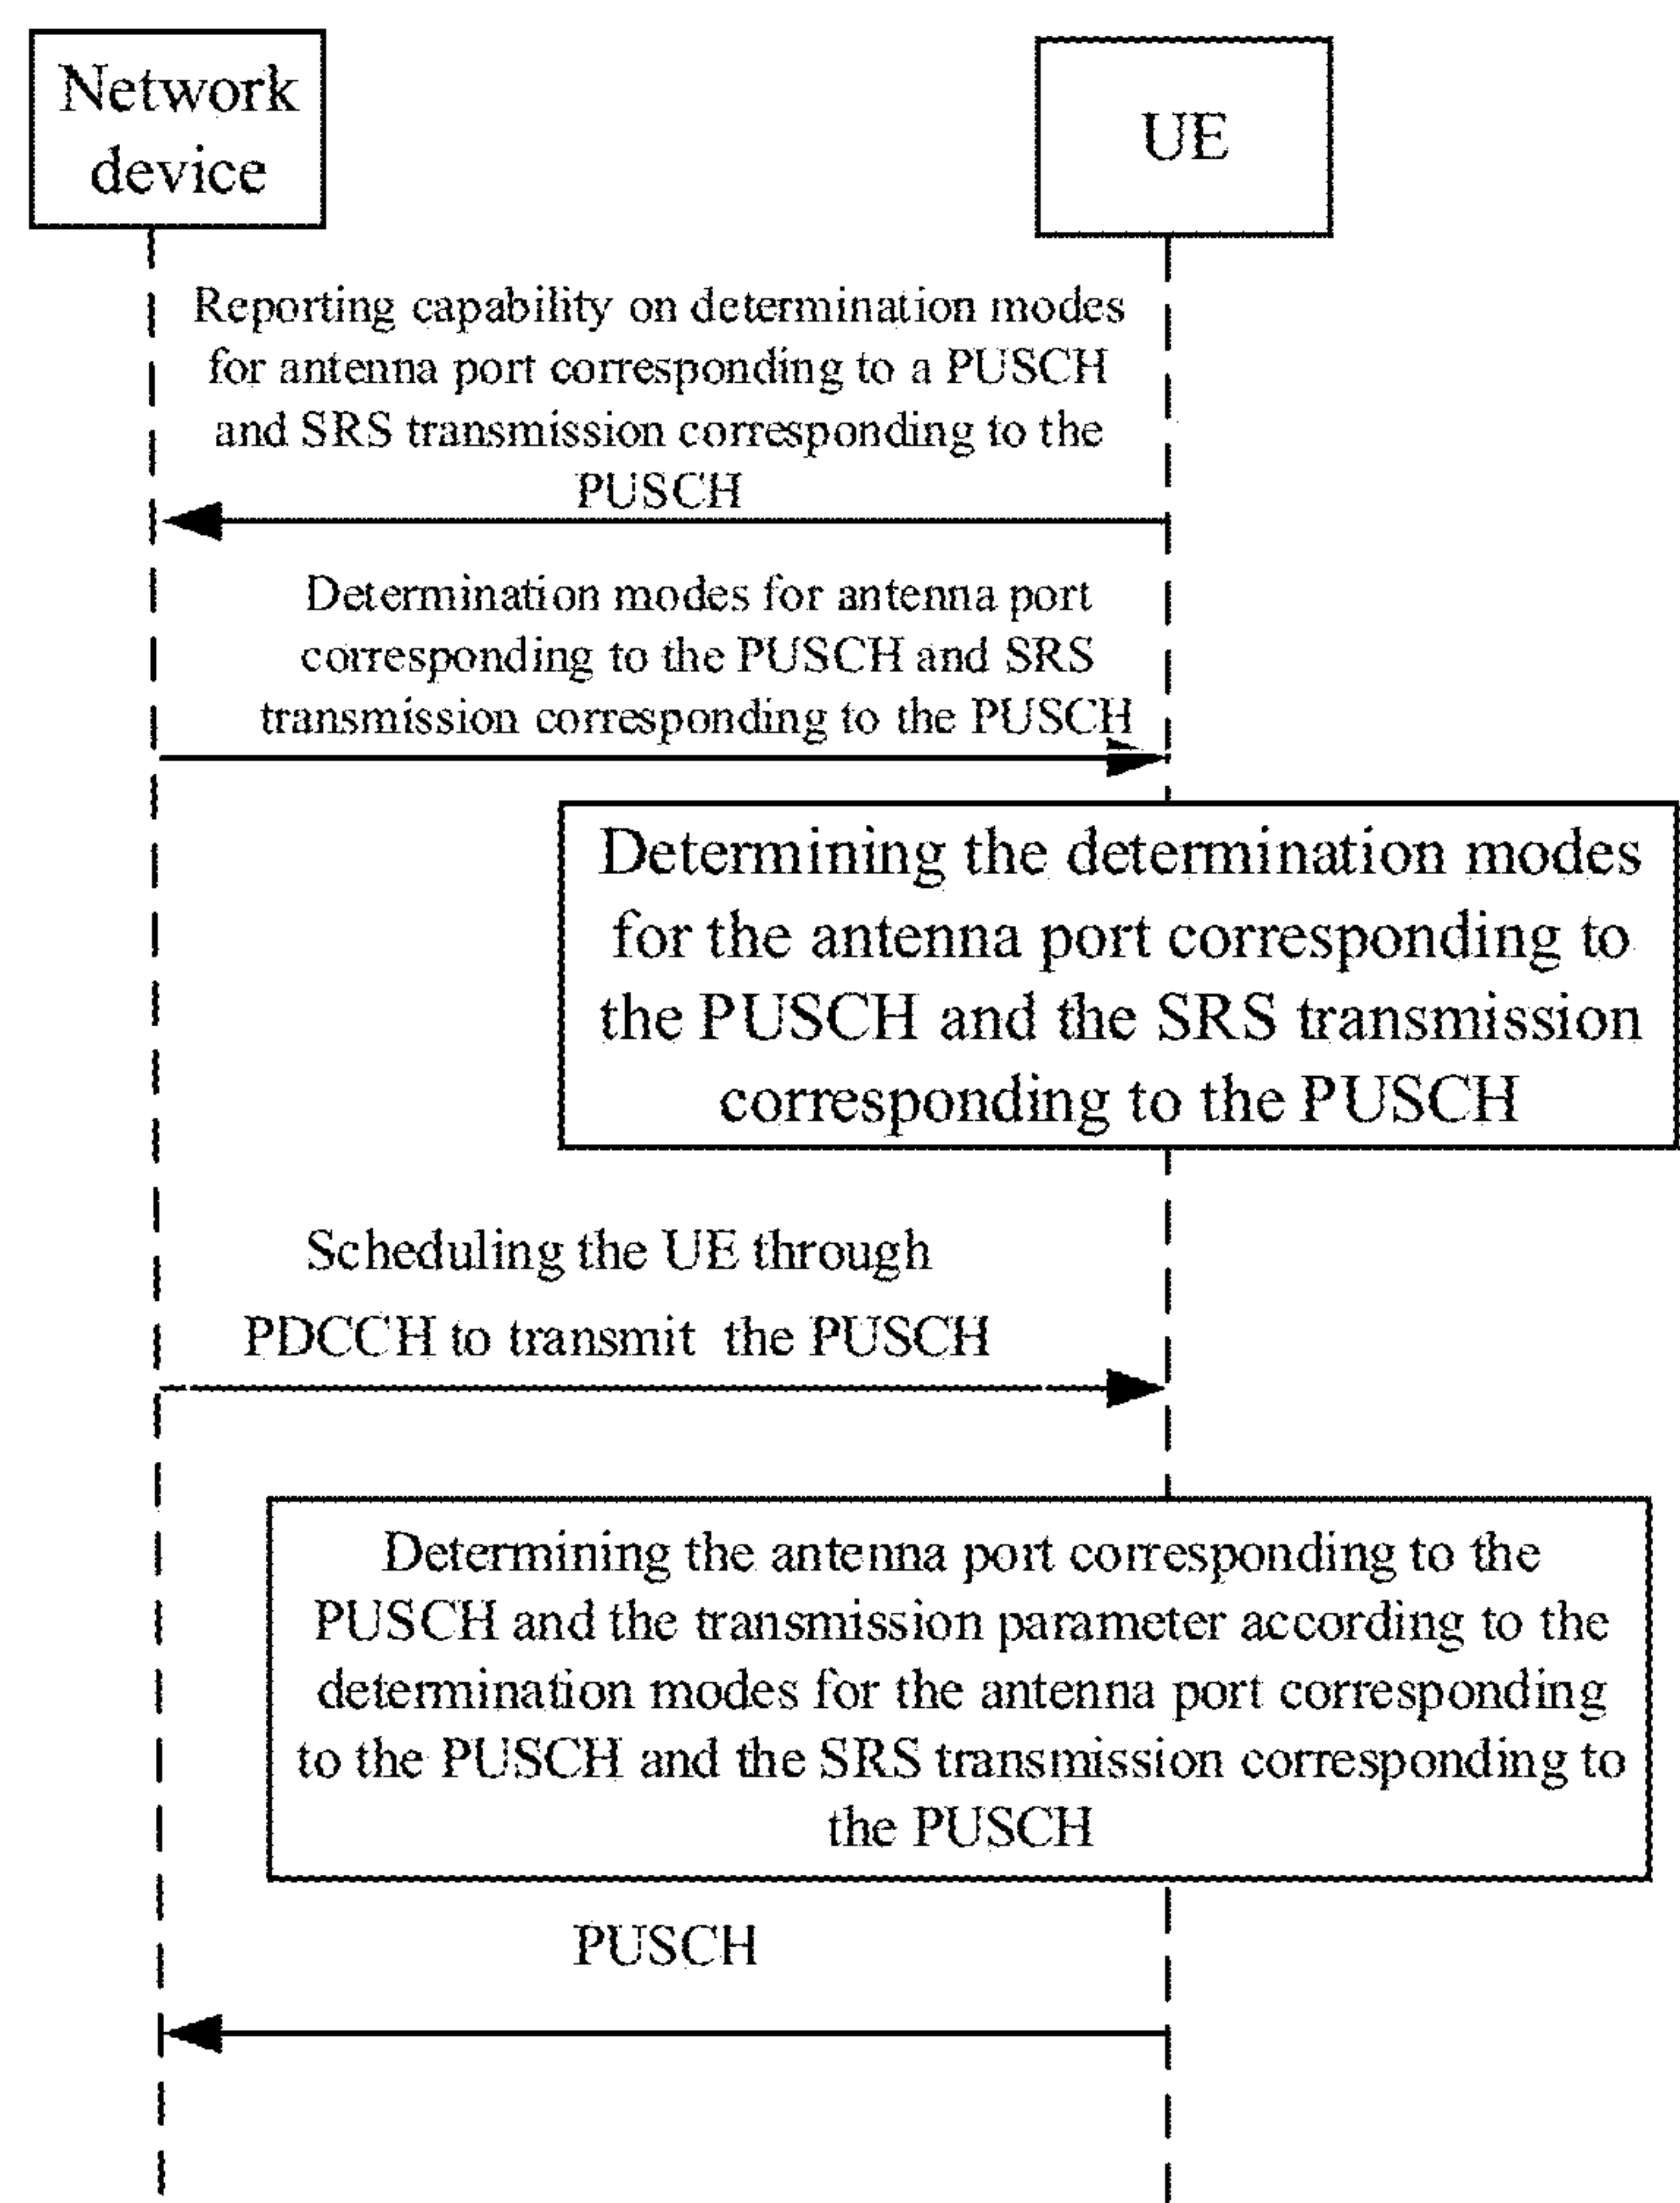 Network
device
UE
Reporting capability on determination modes
for antenna port corresponding to a PUSCH
and SRS transmission corresponding to the
PUSCH
Determination modes for antenna port
corresponding to the PUSCH and SRS
transmission corresponding to the PUSCH
Determining the determination modes
for the antenna port corresponding to
the PUSCH and the SRS transmission
corresponding to the PUSCH
Scheduling the UE through
PDCCH to transmit the PUSCH
Determining the antenna port corresponding to the
PUSCH and the transmission parameter according to the
determination modes for the antenna port corresponding
to the PUSCH and the SRS transmission corresponding to
the PUSCH
PUSCH